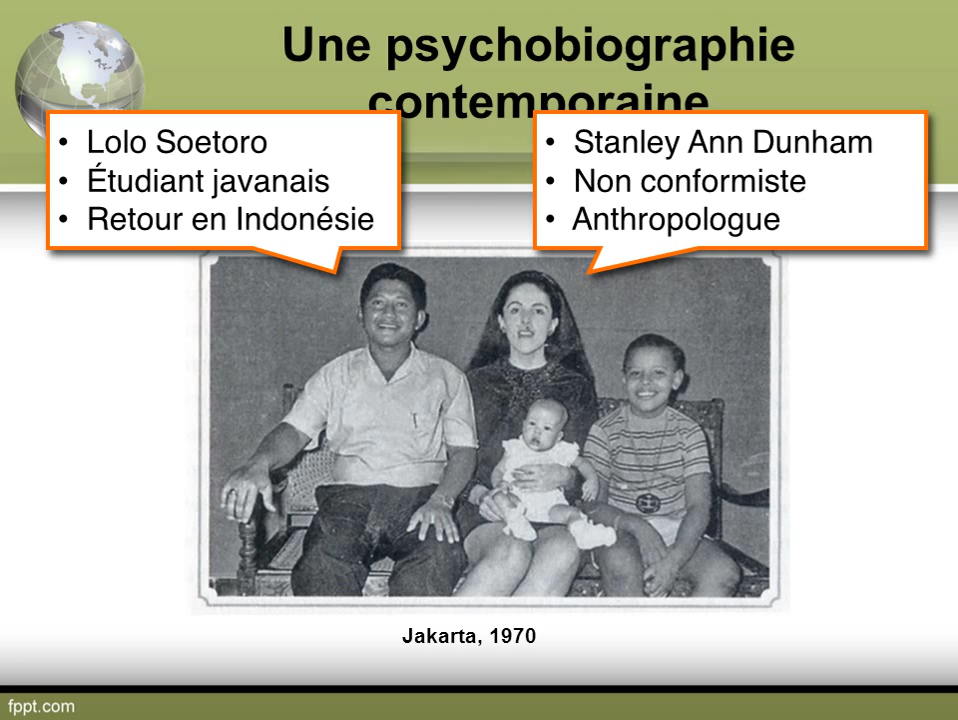 Une psychobiographie
contemporaine
• Lolo Soetoro
• Étudiant javanais
• Retour en Indonésie
• Stanley Ann Dunham
• Non conformiste
• Anthropologue
Jakarta, 1970
fppt.com